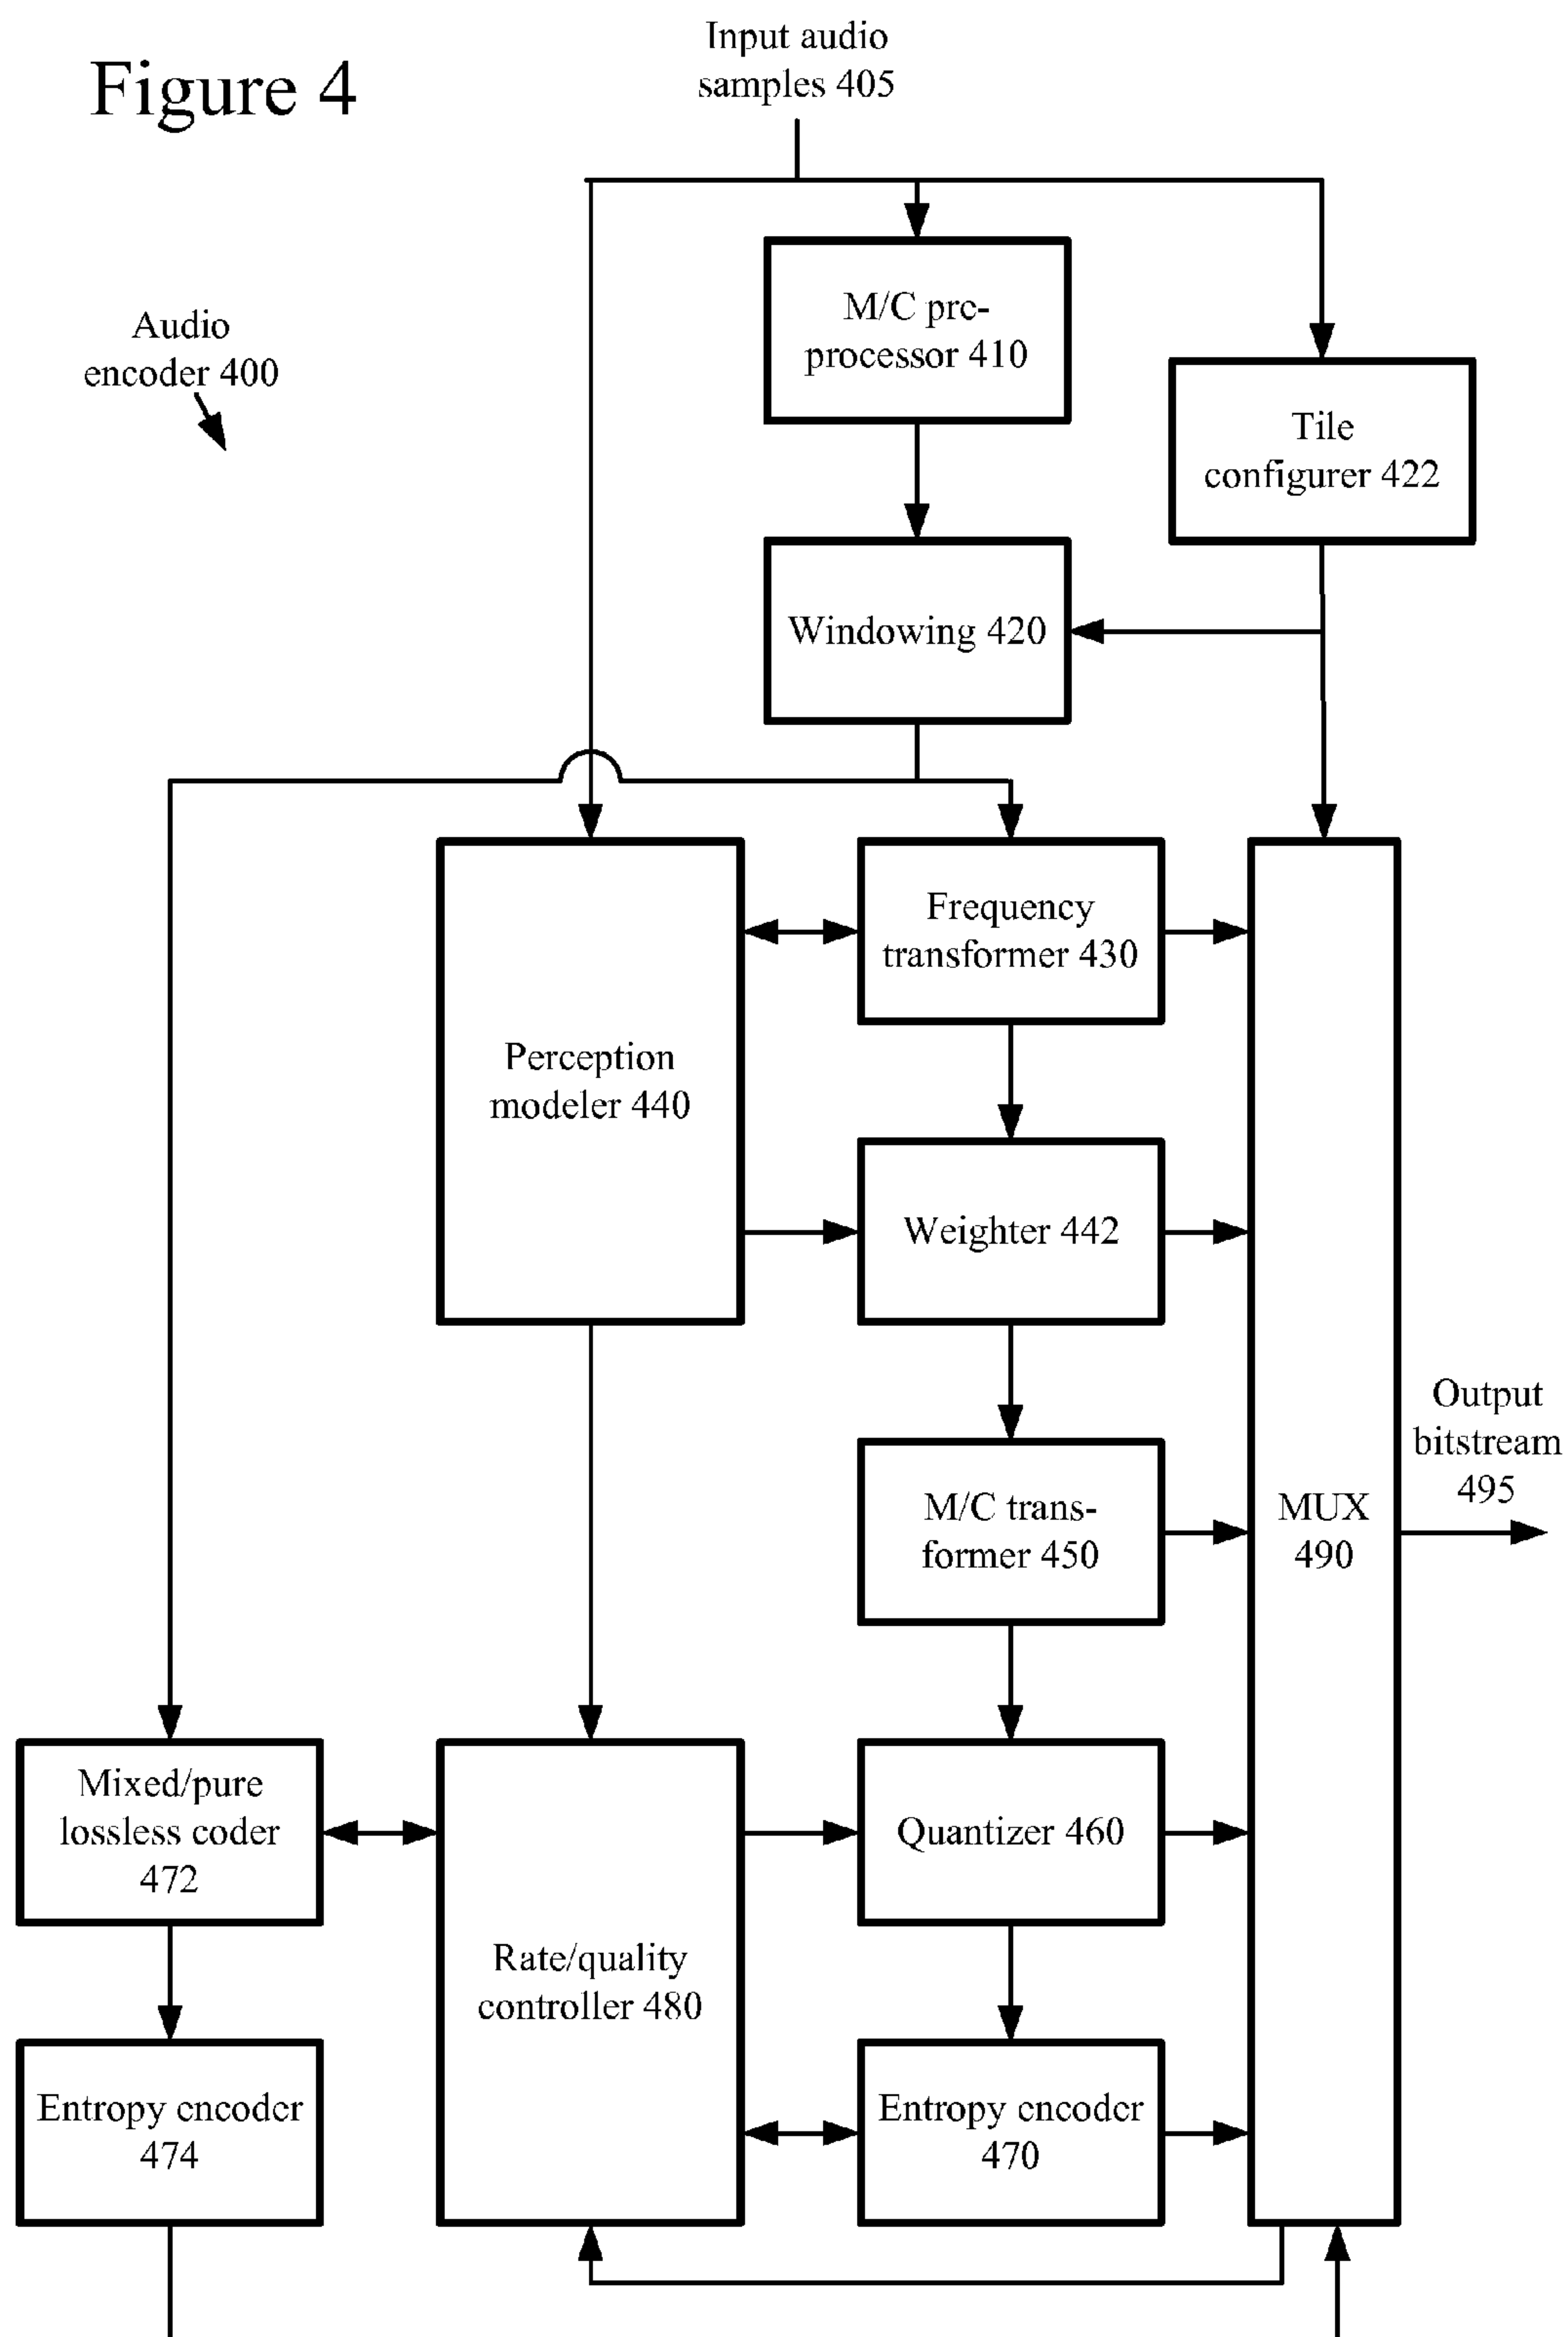 Figure 4
Input audio
samples 405
Audio
encoder 400
M/C pre-
processor 410
Tile
configurer 422
Windowing 420
Frequency
transformer 430
Perception
modeler 440
Weighter 442
Output
bitstream
495
M/C trans-
former 450
MUX
490
Mixed/pure
lossless coder
472
Quantizer 460
Rate/quality
controller 480
Entropy encoder
474
Entropy encoder
470